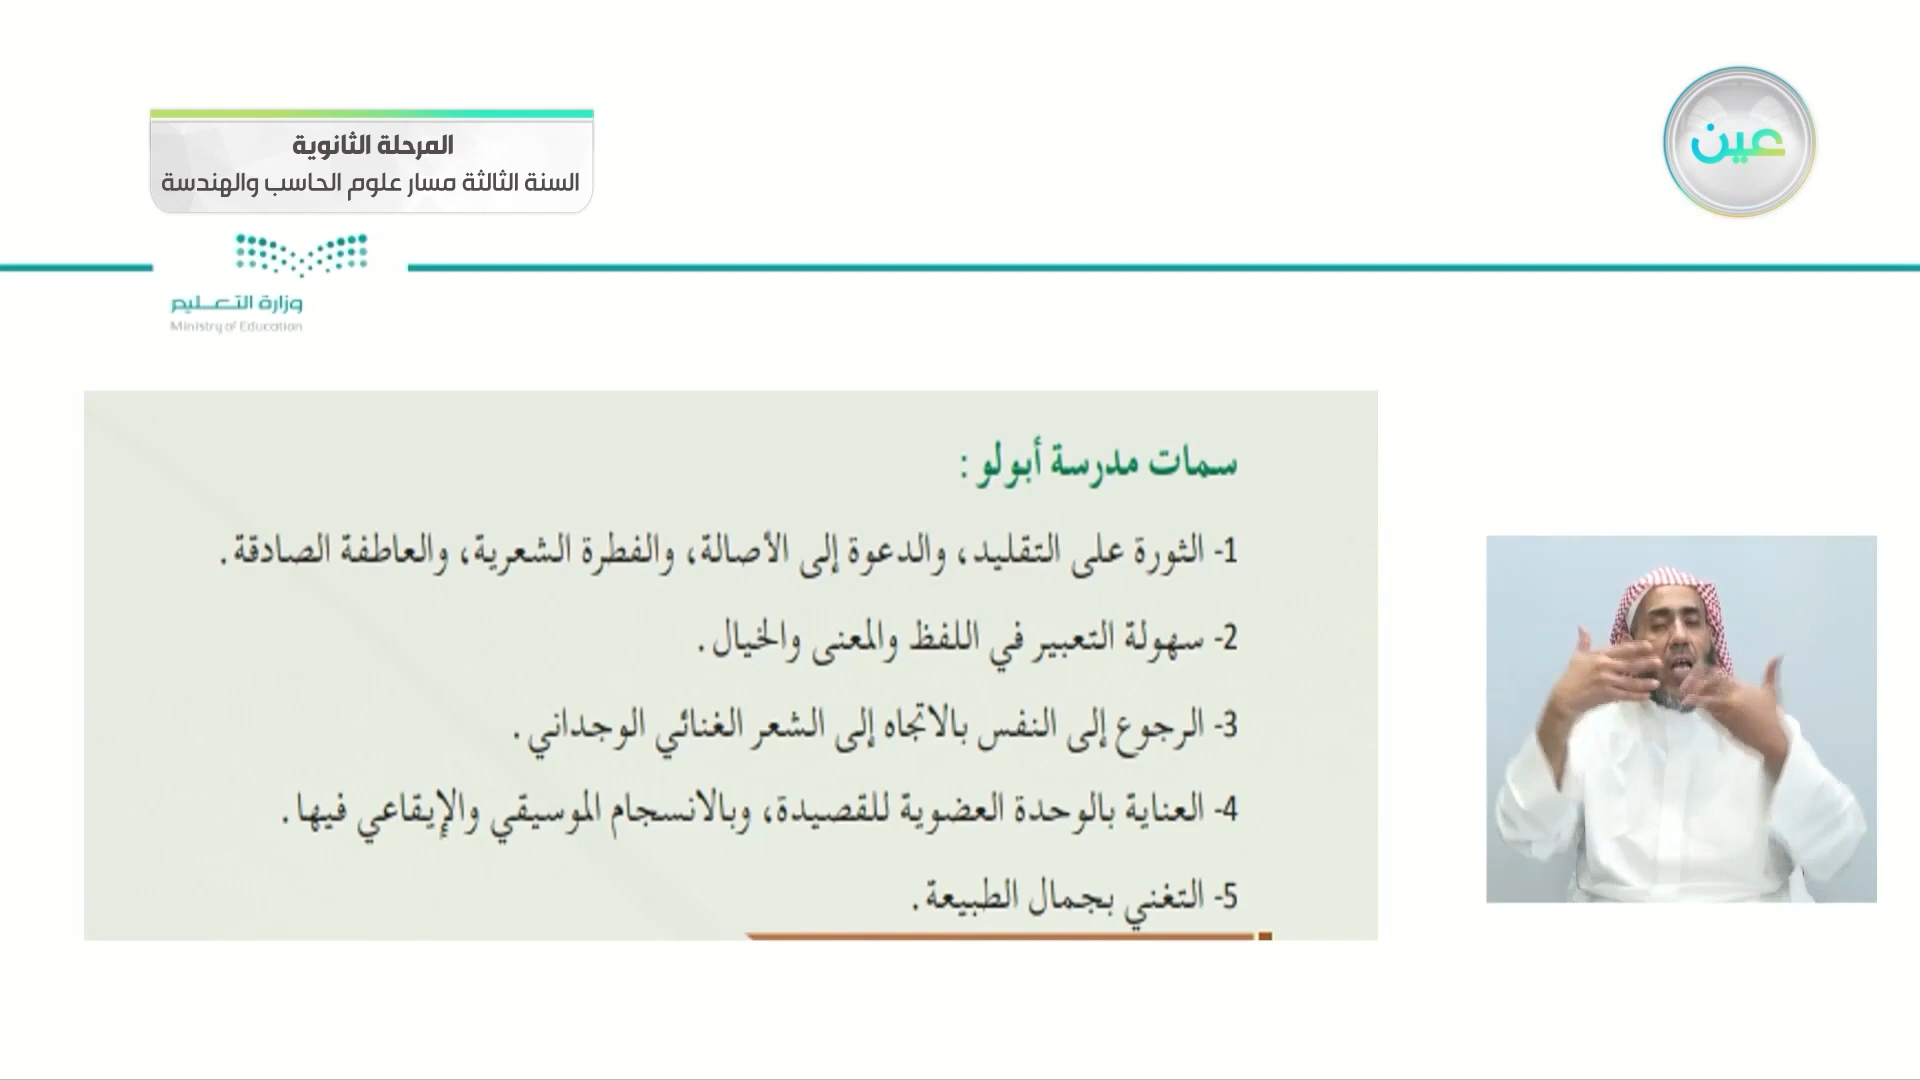 المرحلة الثانوية
السنة الثالثة مسار علوم الحاسب والهندسة
عين
وزارة التعليم
Ministry of Education
سمات مدرسة أبولو :
1- الثورة على التقليد، والدعوة إلى الأصالة، والفطرة الشعرية، والعاطفة الصادقة.
2- سهولة التعبير في اللفظ والمعنى والخيال.
3- الرجوع إلى النفس بالاتجاه إلى الشعر الغنائي الوجداني.
4- العناية بالوحدة العضوية للقصيدة، وبالانسجام الموسيقي والإيقاعي فيها.
5- التغني بجمال الطبيعة.